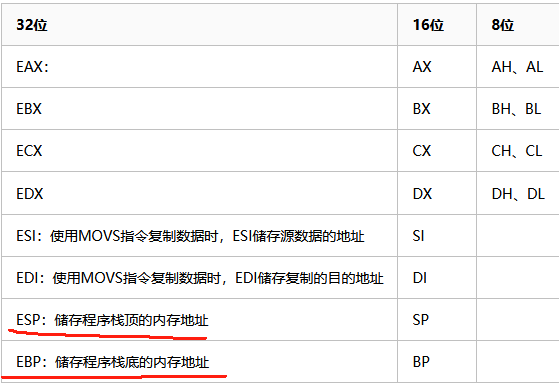 32位 16位 8位
EAX： AX AH、AL
EBX BX BH、BL
ECX CX CH、CL
EDX DX DH、DL
ESI：使用MOVS指令复制数据时，ESI储存源数据的地址 SI
EDI：使用MOVS指令复制数据时，EDI储存复制的目的地址 DI
ESP：储存程序栈顶的内存地址 SP
EBP：储存程序栈底的内存地址 BP